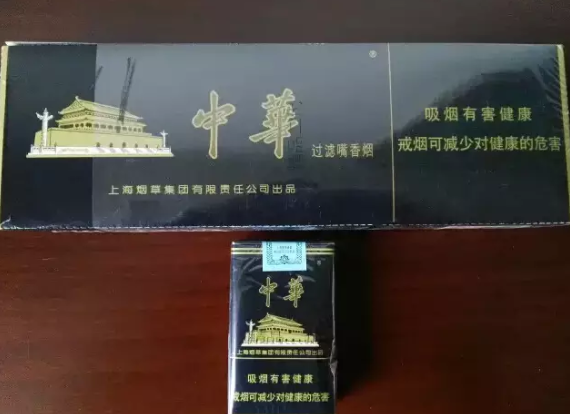 中華
®
过滤嘴香烟
上海烟草集团有限责任公司出品
吸烟有害健康
戒烟可减少对健康的危害
中華
®
上海烟草集团有限责任公司出品
吸烟有害健康
戒烟可减少对健康的危害